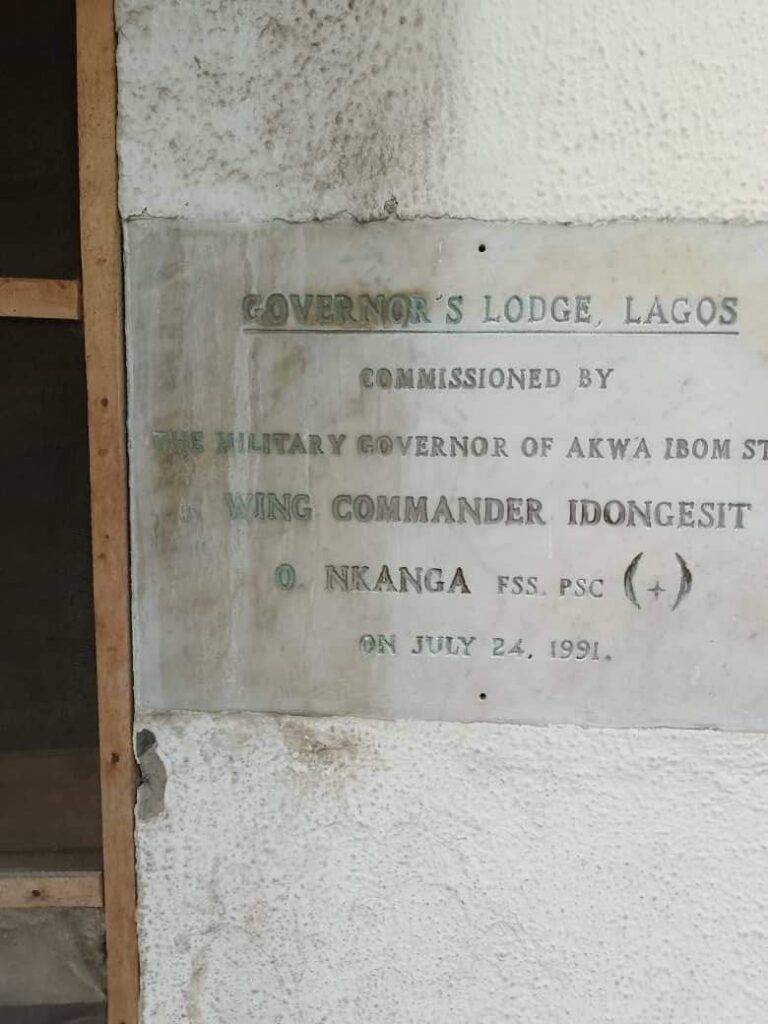 GOVERNOR'S LODGE, LAGOS
COMMISSIONED BY
THE MILITARY GOVERNOR OF AKWA IBOM ST
WING COMMANDER IDONGESIT
O. NKANGA FSS. PSC (+)
ON JULY 24, 1991.